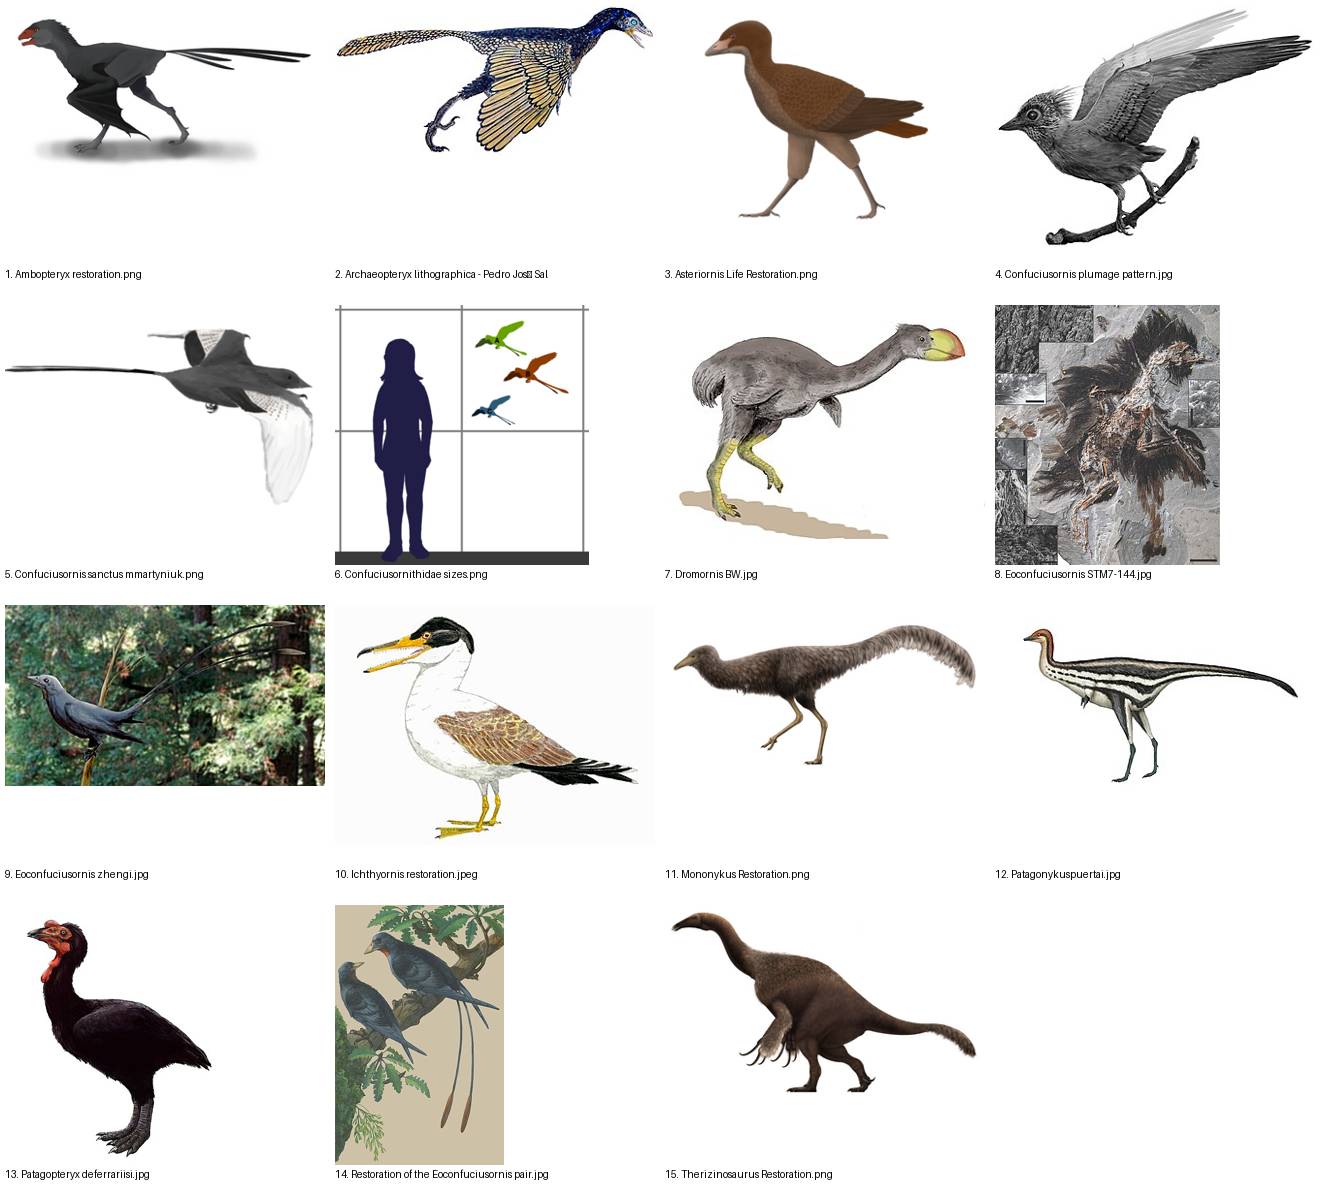 1. Ambopteryx restoration.png
2. Archaeopteryx lithographica - Pedro Jos Sal
3. Asteriornis Life Restoration.png
4. Confuciusornis plumage pattern.jpg
5. Confuciusornis sanctus mmartyniuk.png
6. Confuciusornithidae sizes.png
7. Dromornis BW.jpg
8. Eoconfuciusornis STM7-144.jpg
9. Eoconfuciusornis zhengi.jpg
10. Ichthyornis restoration.jpeg
11. Mononykus Restoration.png
12. Patagonykuspuertai.jpg
13. Patagopteryx deferrariisi.jpg
14. Restoration of the Eoconfuciusornis pair.jpg
15. Therizinosaurus Restoration.png